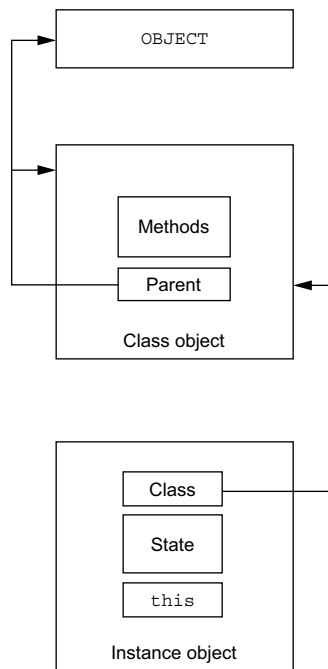 OBJECT
Methods
Parent
Class object
Class
State
this
Instance object